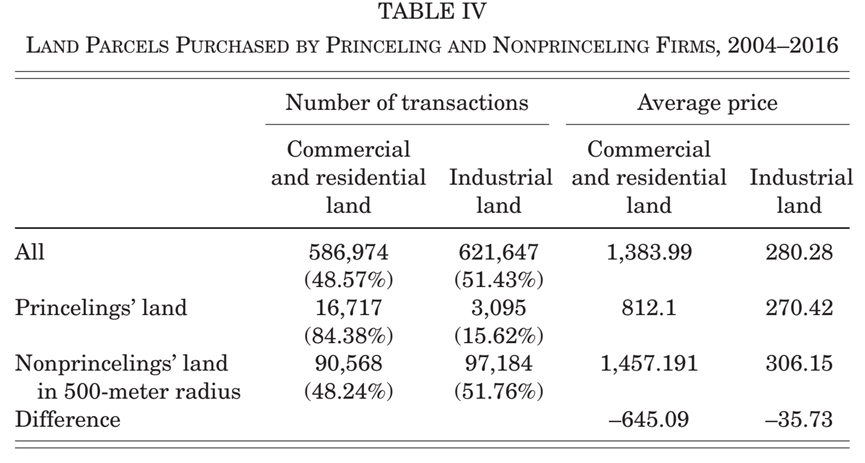 TABLE IV
LAND PARCELS PURCHASED BY PRINCELING AND NONPRINCELING FIRMS, 2004–2016
Number of transactions Average price
Commercial and residential land Industrial land Commercial and residential land Industrial land
All 586,974 621,647 1,383.99 280.28
(48.57%) (51.43%)
Princelings’ land 16,717 3,095 812.1 270.42
(84.38%) (15.62%)
Nonprincelings’ land 90,568 97,184 1,457.191 306.15
in 500-meter radius (48.24%) (51.76%)
Difference –645.09 –35.73